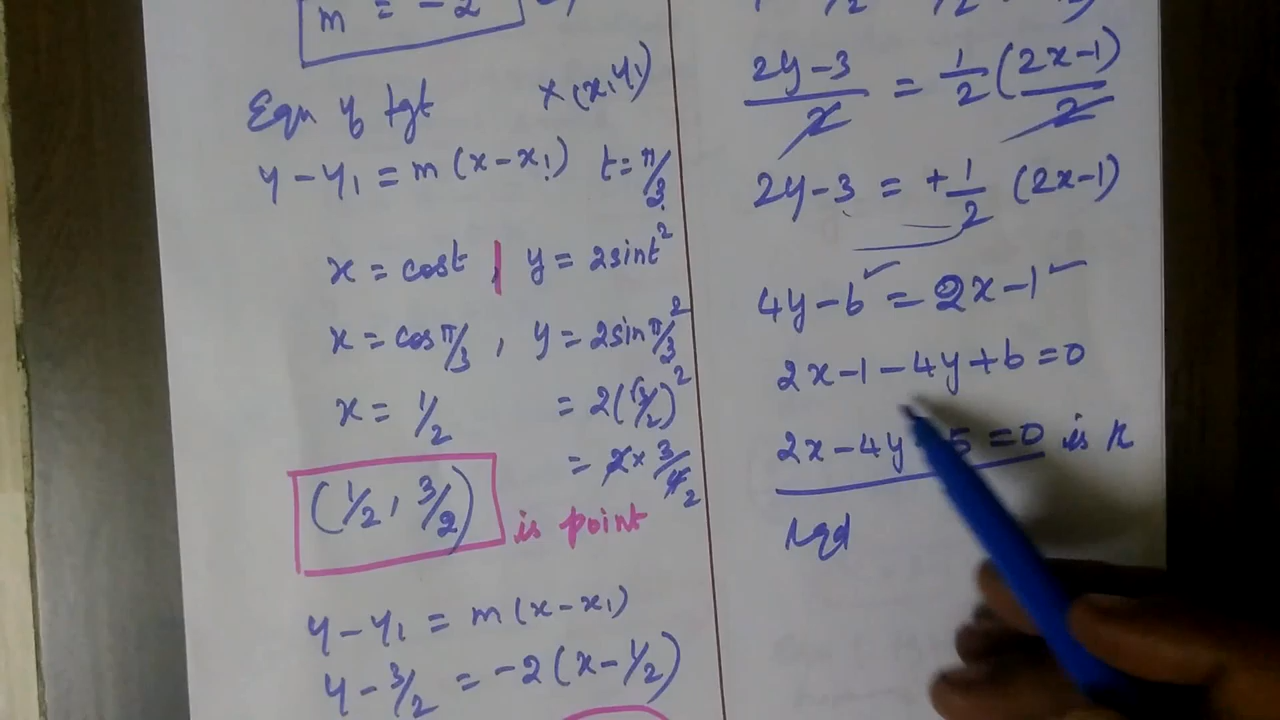 m = -2
Eqn of tgt × (x1 y1)
y - y1 = m (x - x1) t = π/3
x = cost, y = 2sint²
x = cos π/3 , y = 2sin π/3²
x = 1/2 = 2(√3/2)²
= 2 × 3/4 2
(1/2, 3/2) is point
y - y1 = m (x - x1)
y - 3/2 = -2 (x - 1/2)
2y - 3 / 2 = 1/2 (2x - 1) / 2
2y - 3 = + 1/2 (2x - 1)
4y - 6 = 2x - 1
2x - 1 - 4y + 6 = 0
2x - 4y 5 = 0 is